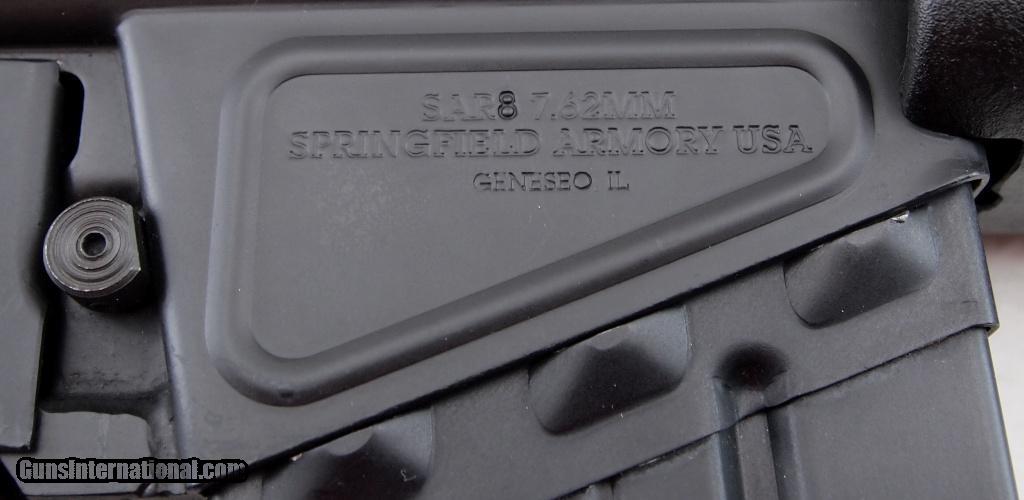 SAR8 7.62MM
SPRINGFIELD ARMORY USA
GENESEO IL
GunsInternational.com